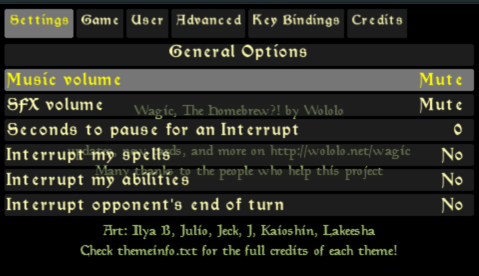 Settings Game User Advanced Key Bindings Credits
General Options
Music volume Mute
SFX volume Mute
Wagic, The Homebrew?! by Wololo
Seconds to pause for an Interrupt 0
updates, new cards, and more on http://wololo.net/wagic
Interrupt my spells No
Many thanks to the people who help this project
Interrupt my abilities No
Interrupt opponent's end of turn No
Art: Ilya B, Julio, Jeck, J, Kaioshin, Lakeesha
Check themeinfo.txt for the full credits of each theme!